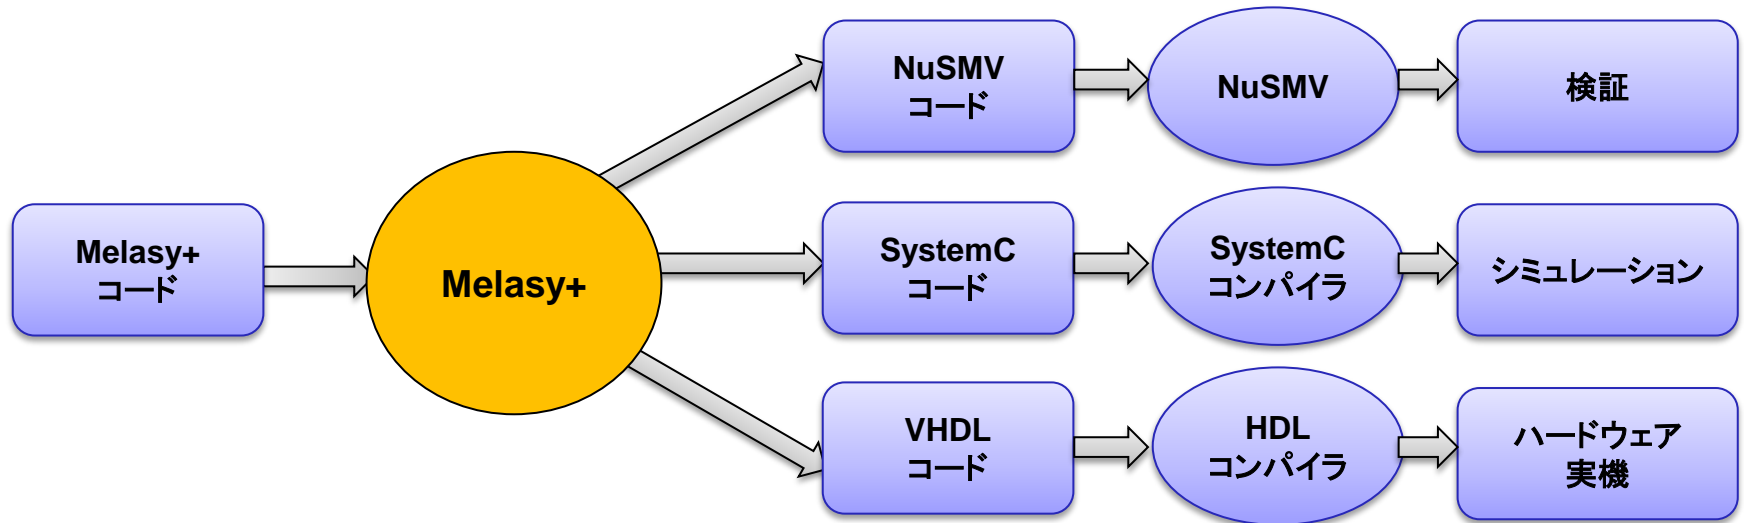 Melasy+
コード
Melasy+
NuSMV
コード
NuSMV
検証
SystemC
コード
SystemC
コンパイラ
シミュレーション
VHDL
コード
HDL
コンパイラ
ハードウェア
実機